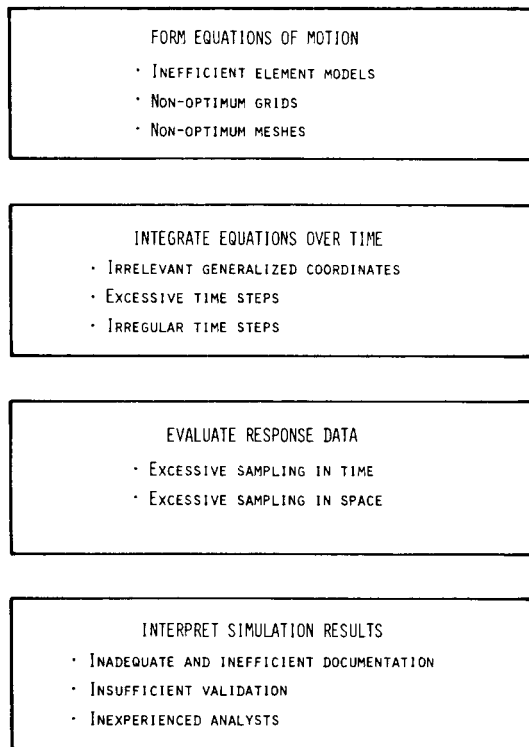 FORM EQUATIONS OF MOTION
· INEFFICIENT ELEMENT MODELS
· NON-OPTIMUM GRIDS
· NON-OPTIMUM MESHES
INTEGRATE EQUATIONS OVER TIME
· IRRELEVANT GENERALIZED COORDINATES
· EXCESSIVE TIME STEPS
· IRREGULAR TIME STEPS
EVALUATE RESPONSE DATA
· EXCESSIVE SAMPLING IN TIME
· EXCESSIVE SAMPLING IN SPACE
INTERPRET SIMULATION RESULTS
· INADEQUATE AND INEFFICIENT DOCUMENTATION
· INSUFFICIENT VALIDATION
· INEXPERIENCED ANALYSTS